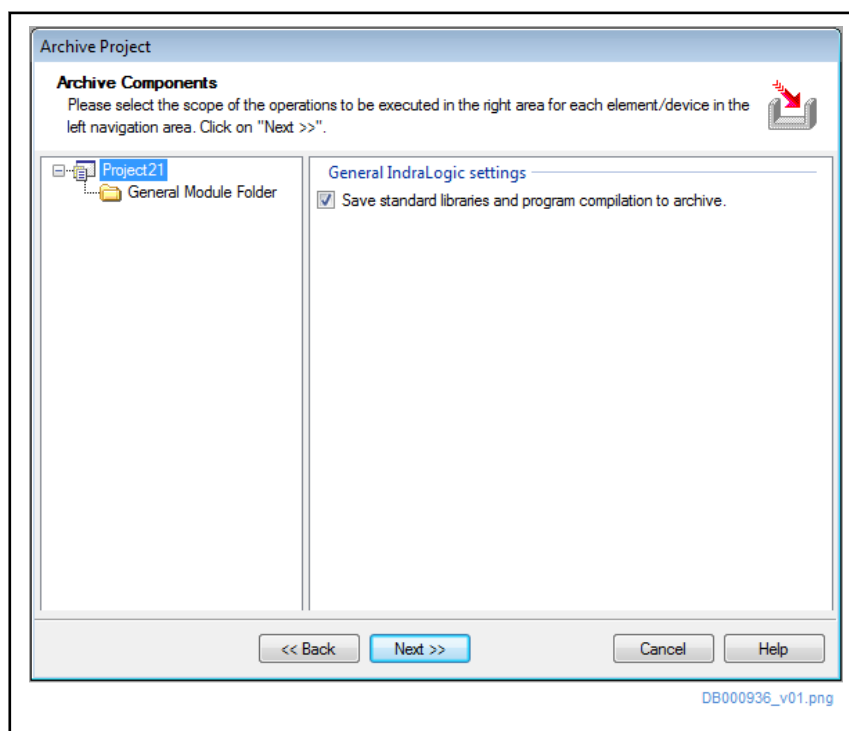 Archive Project
Archive Components
Please select the scope of the operations to be executed in the right area for each element/device in the
left navigation area. Click on "Next >>".
Project21
General Module Folder
General IndraLogic settings
Save standard libraries and program compilation to archive.
<< Back
Next >>
Cancel
Help
DB000936_v01.png